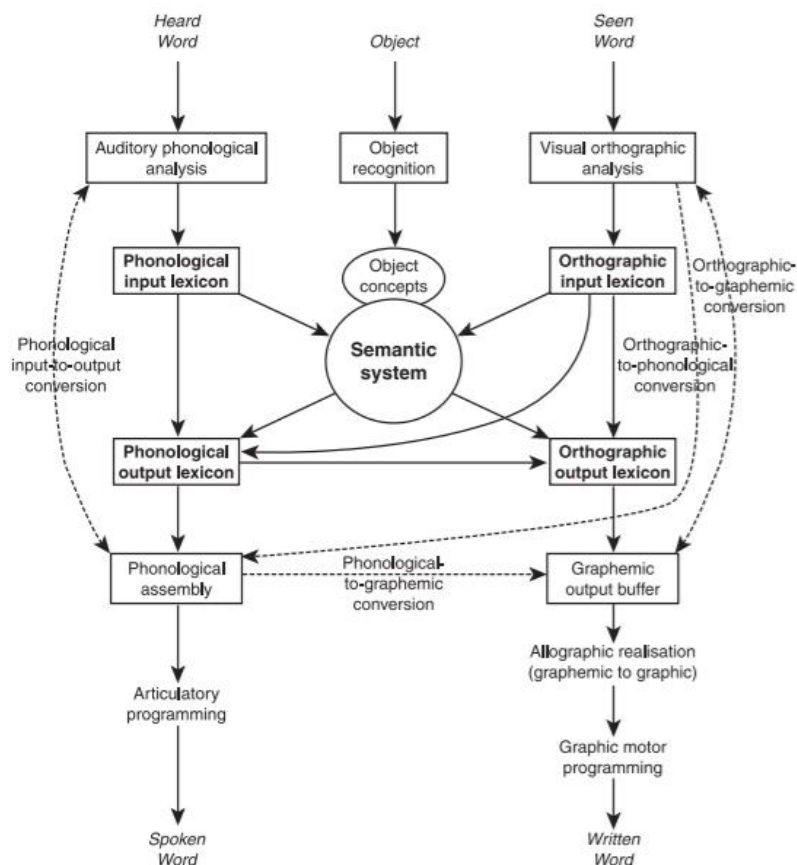 Heard
Word
Object
Seen
Word
Auditory phonological
analysis
Object
recognition
Visual orthographic
analysis
Phonological
input lexicon
Object
concepts
Orthographic
input lexicon
Orthographic-
to-graphemic
conversion
Phonological
input-to-output
conversion
Semantic
system
Orthographic-
to-phonological
conversion
Phonological
output lexicon
Orthographic
output lexicon
Phonological
assembly
Phonological-
to-graphemic
conversion
Graphemic
output buffer
Allographic realisation
(graphemic to graphic)
Articulatory
programming
Graphic motor
programming
Spoken
Word
Written
Word